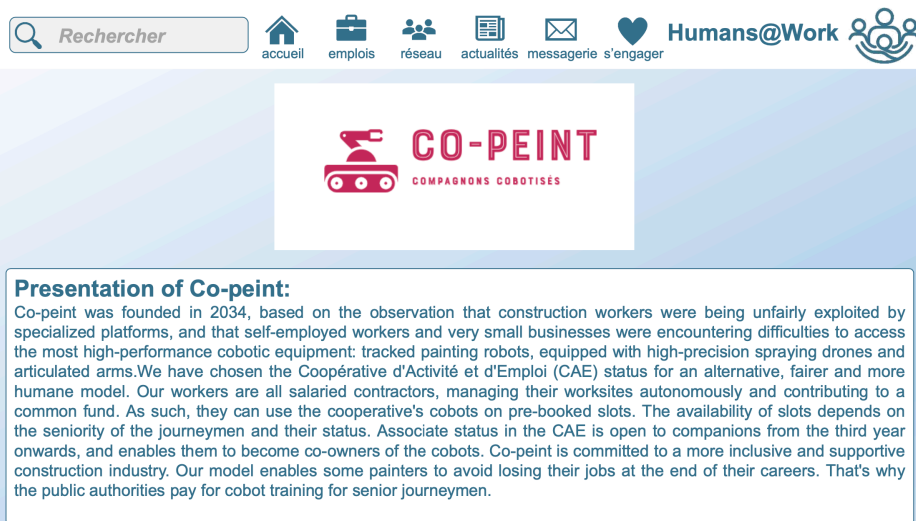 Rechercher
accueil
emplois
réseau
actualités
messagerie
s'engager
Humans@Work
CO-PEINT
COMPAGNONS COBOTISÉS
Presentation of Co-peint:
Co-peint was founded in 2034, based on the observation that construction workers were being unfairly exploited by
specialized platforms, and that self-employed workers and very small businesses were encountering difficulties to access
the most high-performance cobotic equipment: tracked painting robots, equipped with high-precision spraying drones and
articulated arms.We have chosen the Coopérative d'Activité et d'Emploi (CAE) status for an alternative, fairer and more
humane model. Our workers are all salaried contractors, managing their worksites autonomously and contributing to a
common fund. As such, they can use the cooperative's cobots on pre-booked slots. The availability of slots depends on
the seniority of the journeymen and their status. Associate status in the CAE is open to companions from the third year
onwards, and enables them to become co-owners of the cobots. Co-peint is committed to a more inclusive and supportive
construction industry. Our model enables some painters to avoid losing their jobs at the end of their careers. That's why
the public authorities pay for cobot training for senior journeymen.